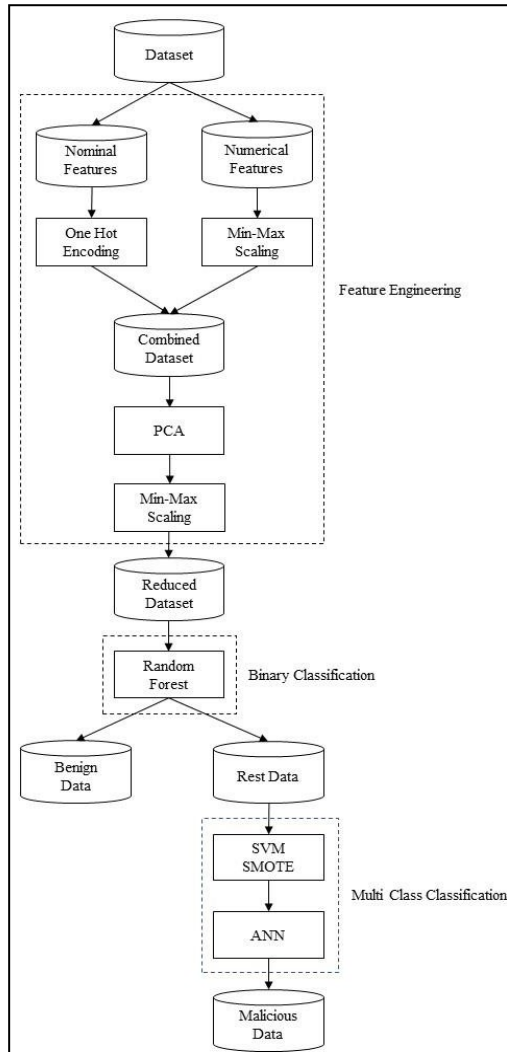 Dataset
Nominal
Features
Numerical
Features
One Hot
Encoding
Min-Max
Scaling
Feature Engineering
Combined
Dataset
PCA
Min-Max
Scaling
Reduced
Dataset
Random
Forest
Binary Classification
Benign
Data
Rest Data
SVM
SMOTE
Multi Class Classification
ANN
Malicious
Data